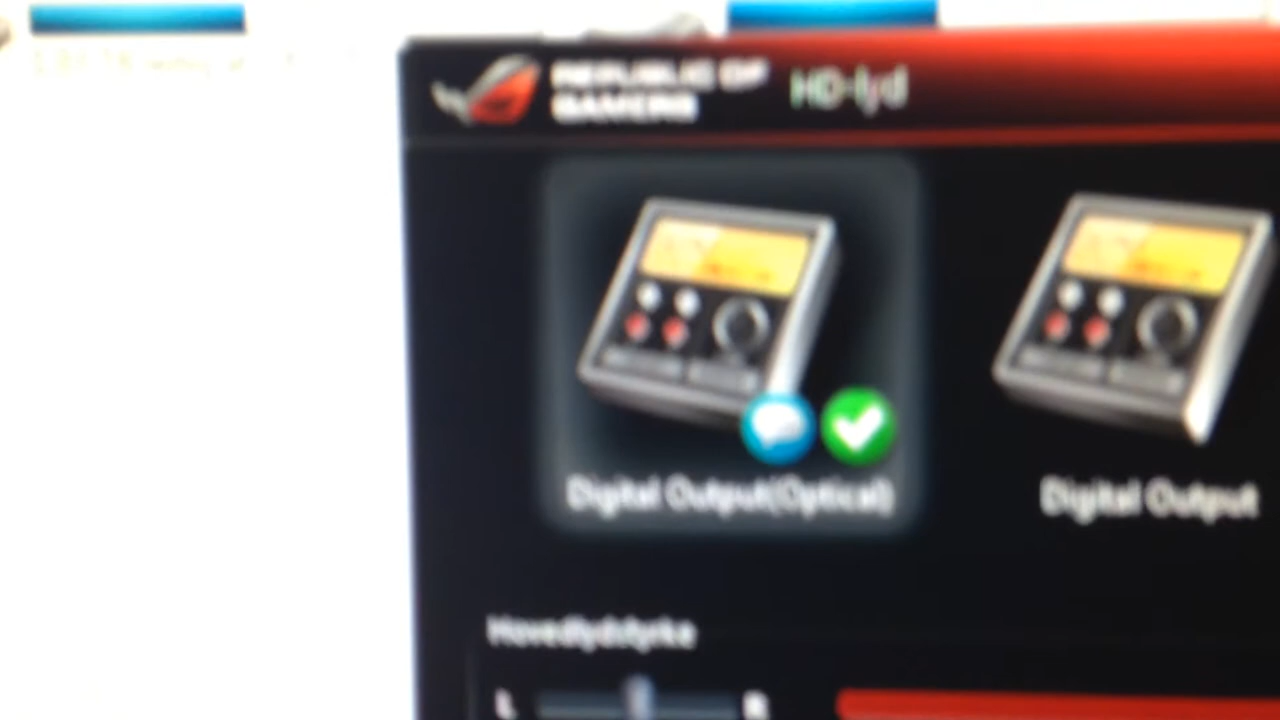 REPUBLIC OF
GAMERS
HD-lyd
Digital Output(Optical)
Digital Output
Hovedlydstyrke
L
R